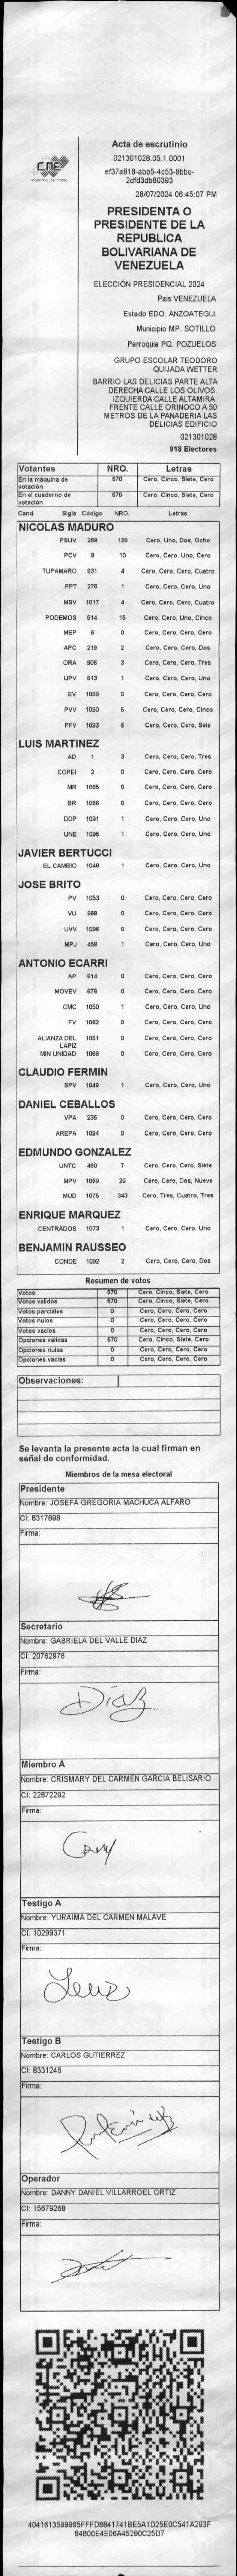 CNE
Acta de escrutinio
021301028.05.1.0001
ef37a918-abb5-4c53-9bbc-
2dfd3db80393
28/07/2024 06:45:07 PM
PRESIDENTA O
PRESIDENTE DE LA
REPUBLICA
BOLIVARIANA DE
VENEZUELA
ELECCIÓN PRESIDENCIAL 2024
Pais VENEZUELA
Estado EDO. ANZOATEGUI
Municipio MP. SOTILLO
Parroquia PQ. POZUELOS
GRUPO ESCOLAR TEODORO
QUIJADA WETTER
BARRIO LAS DELICIAS PARTE ALTA
DERECHA CALLE LOS OLIVOS.
IZQUIERDA CALLE ALTAMIRA.
FRENTE CALLE ORINOCO A 50
METROS DE LA PANADERIA LAS
DELICIAS EDIFICIO
021301028
918 Electores
Votantes NRO. Letras
En la máquina de votación 570 Cero, Cinco, Siete, Cero
En el cuaderno de votación 570 Cero, Cinco, Siete, Cero
Cand. Sigla Código NRO. Letras
NICOLAS MADURO
PSUV 269 128 Cero, Uno, Dos, Ocho
PCV 9 10 Cero, Cero, Uno, Cero
TUPAMARO 931 4 Cero, Cero, Cero, Cuatro
PPT 276 1 Cero, Cero, Cero, Uno
MSV 1017 4 Cero, Cero, Cero, Cuatro
PODEMOS 514 15 Cero, Cero, Uno, Cinco
MEP 6 0 Cero, Cero, Cero, Cero
APC 219 2 Cero, Cero, Cero, Dos
ORA 906 3 Cero, Cero, Cero, Tres
UPV 513 1 Cero, Cero, Cero, Uno
EV 1089 0 Cero, Cero, Cero, Cero
PVV 1090 5 Cero, Cero, Cero, Cinco
PFV 1093 6 Cero, Cero, Cero, Seis
LUIS MARTINEZ
AD 1 3 Cero, Cero, Cero, Tres
COPEI 2 0 Cero, Cero, Cero, Cero
MR 1065 0 Cero, Cero, Cero, Cero
BR 1066 0 Cero, Cero, Cero, Cero
DDP 1091 1 Cero, Cero, Cero, Uno
UNE 1095 1 Cero, Cero, Cero, Uno
JAVIER BERTUCCI
EL CAMBIO 1048 1 Cero, Cero, Cero, Uno
JOSE BRITO
PV 1053 0 Cero, Cero, Cero, Cero
VU 868 0 Cero, Cero, Cero, Cero
UVV 1096 0 Cero, Cero, Cero, Cero
MPJ 458 1 Cero, Cero, Cero, Uno
ANTONIO ECARRI
AP 814 0 Cero, Cero, Cero, Cero
MOVEV 978 0 Cero, Cero, Cero, Cero
CMC 1050 1 Cero, Cero, Cero, Uno
FV 1062 0 Cero, Cero, Cero, Cero
ALIANZA DEL LAPIZ 1051 0 Cero, Cero, Cero, Cero
MIN UNIDAD 1068 0 Cero, Cero, Cero, Cero
CLAUDIO FERMIN
SPV 1049 1 Cero, Cero, Cero, Uno
DANIEL CEBALLOS
VPA 236 0 Cero, Cero, Cero, Cero
AREPA 1094 0 Cero, Cero, Cero, Cero
EDMUNDO GONZALEZ
UNTC 460 7 Cero, Cero, Cero, Siete
MPV 1069 29 Cero, Cero, Dos, Nueve
MUD 1075 343 Cero, Tres, Cuatro, Tres
ENRIQUE MARQUEZ
CENTRADOS 1073 1 Cero, Cero, Cero, Uno
BENJAMIN RAUSSEO
CONDE 1092 2 Cero, Cero, Cero, Dos
Resumen de votos
Votos 570 Cero, Cinco, Siete, Cero
Votos validos 570 Cero, Cinco, Siete, Cero
Votos parciales 0 Cero, Cero, Cero, Cero
Votos nulos 0 Cero, Cero, Cero, Cero
Votos vacios 0 Cero, Cero, Cero, Cero
Opciones validas 570 Cero, Cinco, Siete, Cero
Opciones nulas 0 Cero, Cero, Cero, Cero
Opciones vacias 0 Cero, Cero, Cero, Cero
Observaciones:
Se levanta la presente acta la cual firman en
señal de conformidad.
Miembros de la mesa electoral
Presidente
Nombre: JOSEFA GREGORIA MACHUCA ALFARO
CI: 8317898
Firma:
Secretario
Nombre: GABRIELA DEL VALLE DIAZ
CI: 20762976
Firma:
Diaz
Miembro A
Nombre: CRISMARY DEL CARMEN GARCIA BELISARIO
CI: 22872292
Firma:
Testigo A
Nombre: YURAIMA DEL CARMEN MALAVE
CI: 10299371
Firma:
Testigo B
Nombre: CARLOS GUTIERREZ
CI: 8331246
Firma:
Operador
Nombre: DANNY DANIEL VILLARROEL ORTIZ
CI: 15679268
Firma:
4041613599965FFFD8841741BE5A1D25E0C541A293F
84800E4E06A45290C25D7